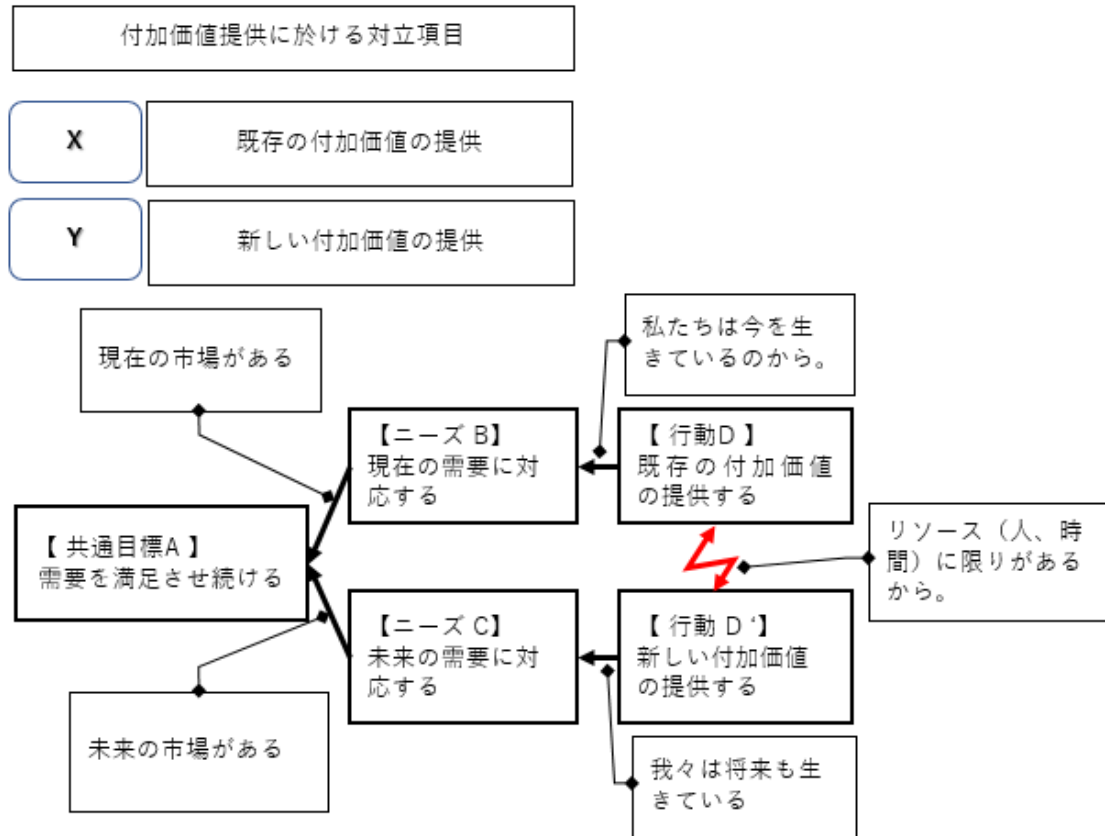 付加価値提供に於ける対立項目
X
既存の付加価値の提供
Y
新しい付加価値の提供
現在の市場がある
私たちは今を生
きているのから。
【ニーズ B】
現在の需要に対
応する
【 行動D 】
既存の付加価値
の提供する
【 共通目標A 】
需要を満足させ続ける
リソース（人、時
間）に限りがある
から。
【ニーズ C】
未来の需要に対
応する
【 行動 D ‘】
新しい付加価値
の提供する
未来の市場がある
我々は将来も生
きている